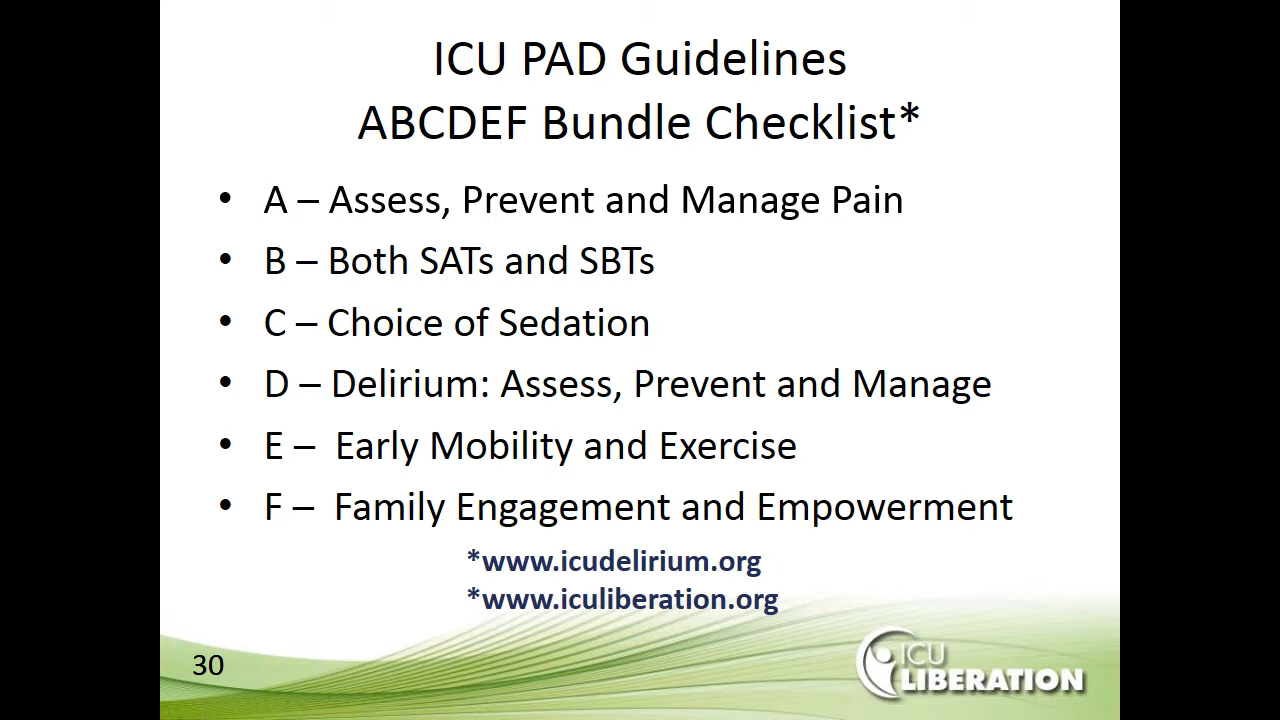 ICU PAD Guidelines
ABCDEF Bundle Checklist*
• A – Assess, Prevent and Manage Pain
• B – Both SATs and SBTs
• C – Choice of Sedation
• D – Delirium: Assess, Prevent and Manage
• E – Early Mobility and Exercise
• F – Family Engagement and Empowerment
*www.icudelirium.org
*www.iculiberation.org
30
ICU
LIBERATION